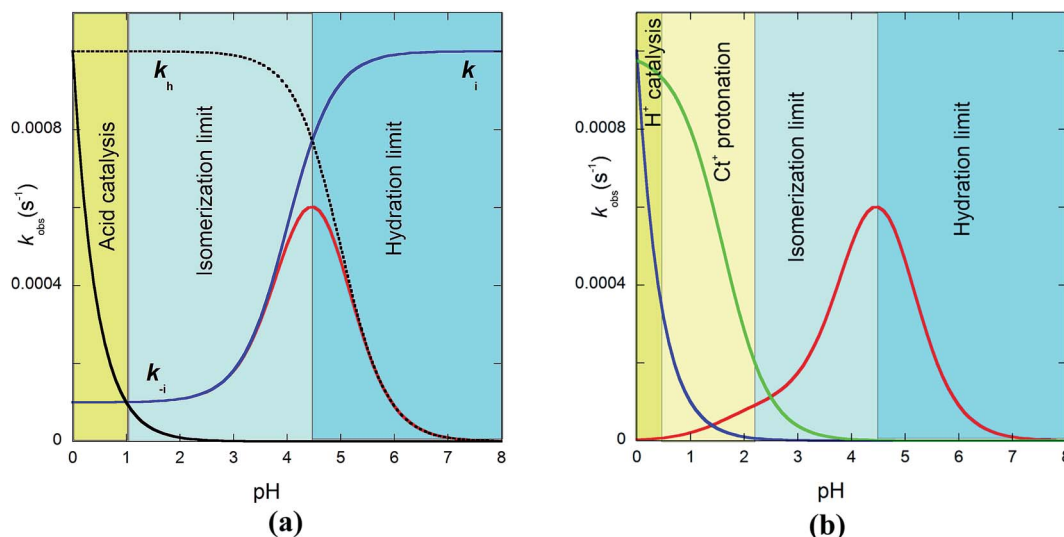 k_obs (s⁻¹)
0.0008
0.0004
0
Acid catalysis
Isomerization limit
Hydration limit
k_h
k_i
k_-i
0 1 2 3 4 5 6 7 8
pH
(a)
k_obs (s⁻¹)
0.0008
0.0004
0
H⁺ catalysis
Ct⁺ protonation
Isomerization limit
Hydration limit
0 1 2 3 4 5 6 7 8
pH
(b)